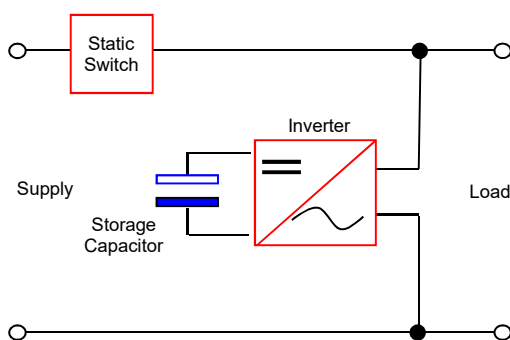 Static
Switch
Inverter
Supply
Storage
Capacitor
Load